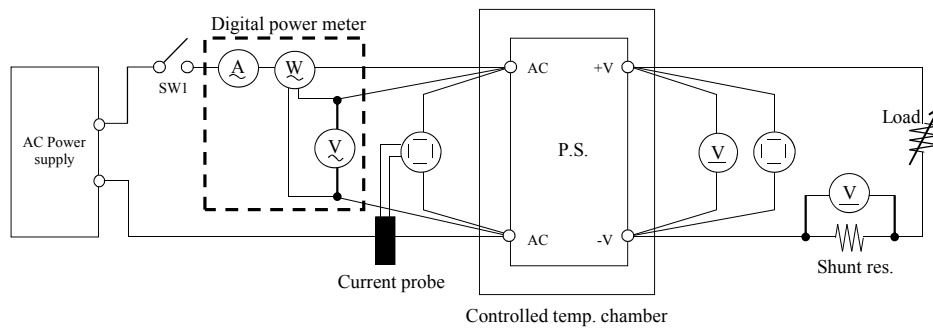 Digital power meter
SW1
A
W
V
AC Power
supply
AC
+V
P.S.
V
Load
V
AC
-V
Shunt res.
Current probe
Controlled temp. chamber